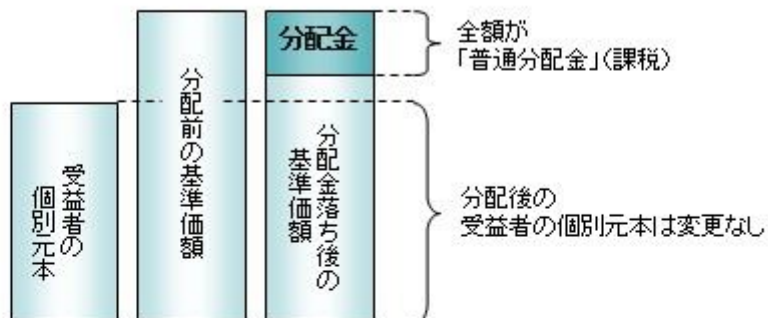 受益者の
個別元本
分配前の基準価額
分配金
分配金落ち後の
基準価額
全額が
「普通分配金」(課税)
分配後の
受益者の個別元本は変更なし